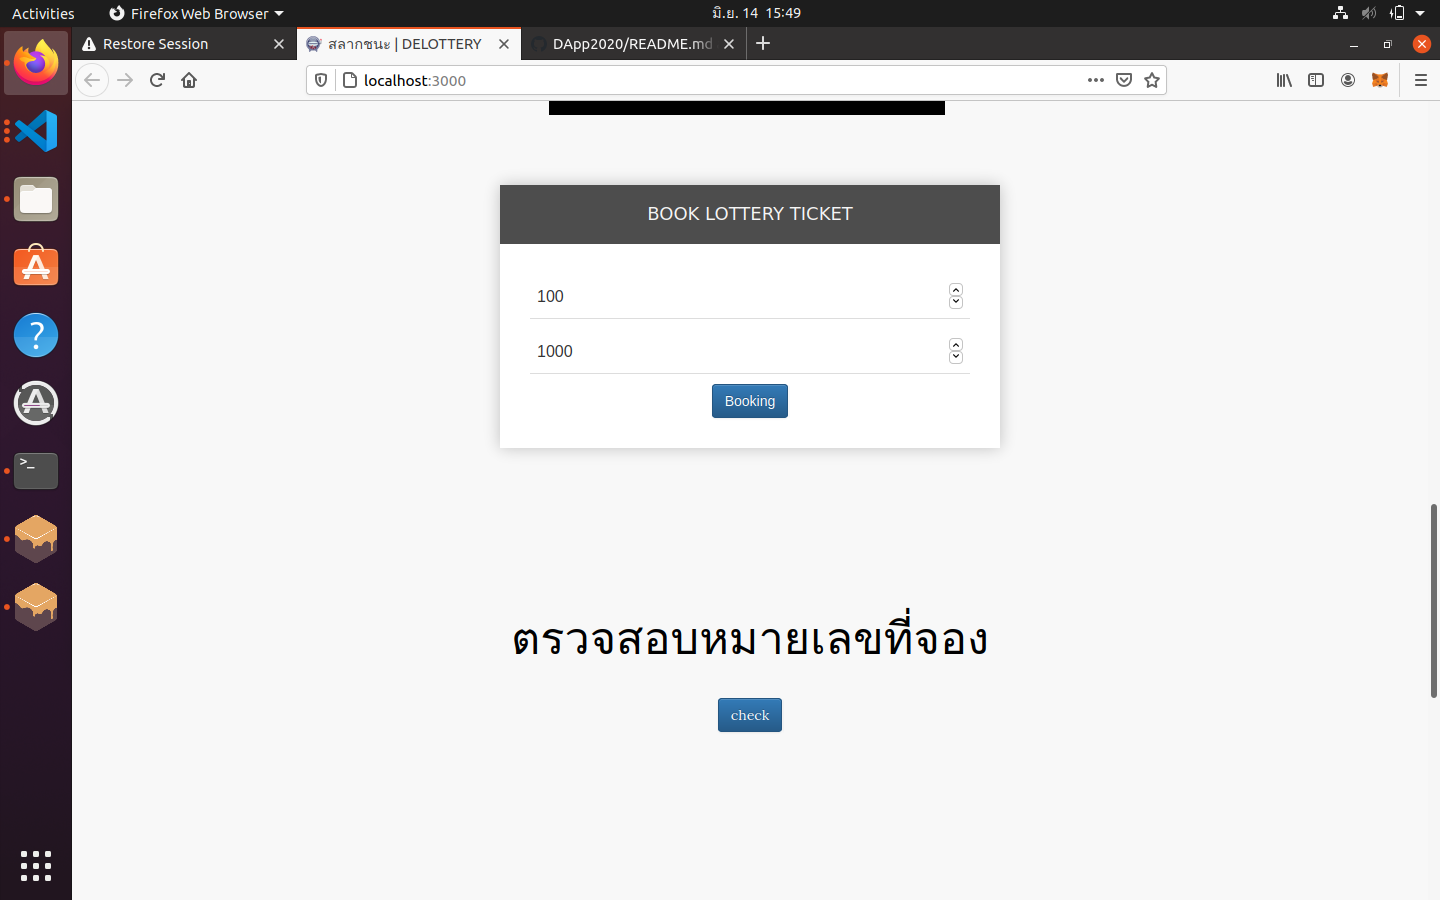 Activities
Firefox Web Browser
มิ.ย. 14 15:49
Restore Session
สลากชนะ | DELOTTERY
DApp2020/README.md
localhost:3000
BOOK LOTTERY TICKET
100
1000
Booking
ตรวจสอบหมายเลขที่จอง
check